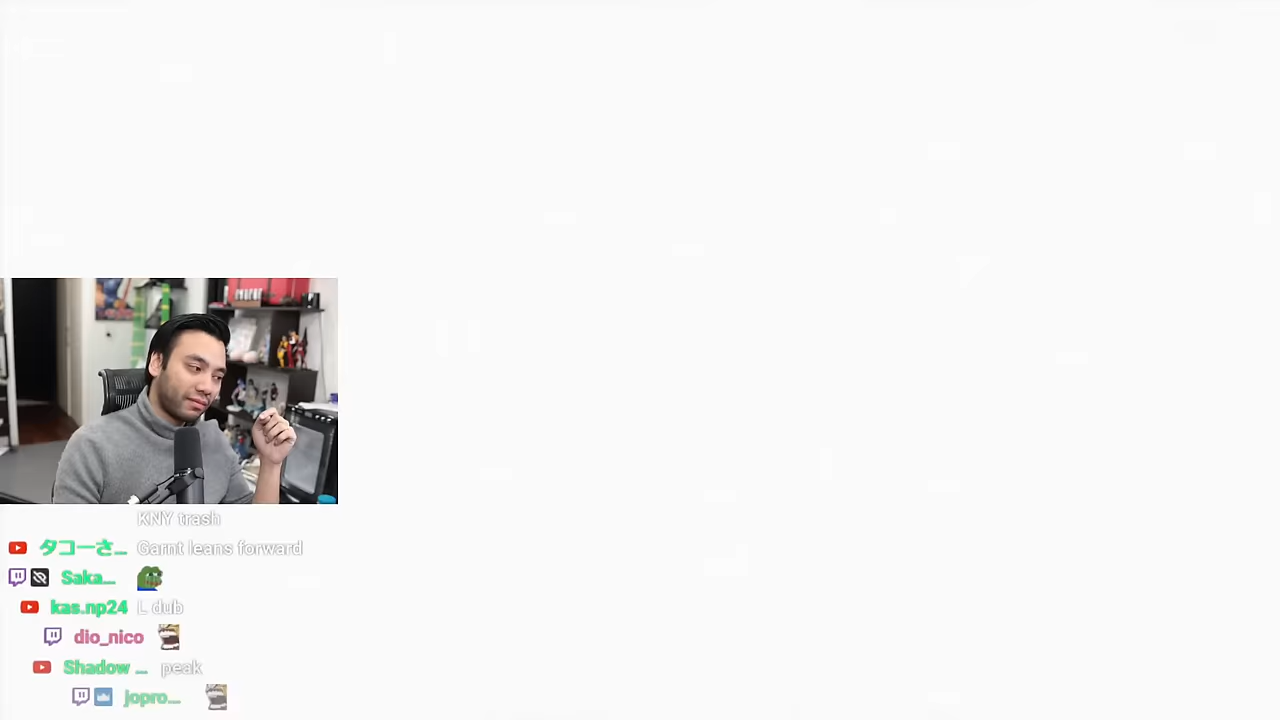 KNY trash
タコーさ... Garnt leans forward
Saka...
kas.np24 L dub
dio_nico
Shadow ... peak
jopro...